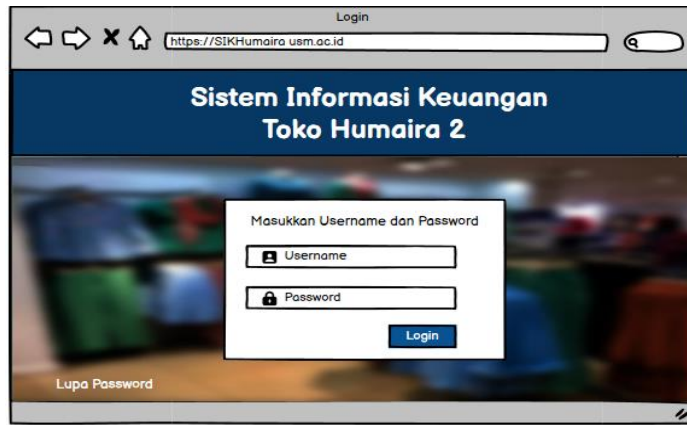 Login
https://SIKHumaira usm.ac.id
Sistem Informasi Keuangan
Toko Humaira 2
Masukkan Username dan Password
Username
Password
Login
Lupa Password